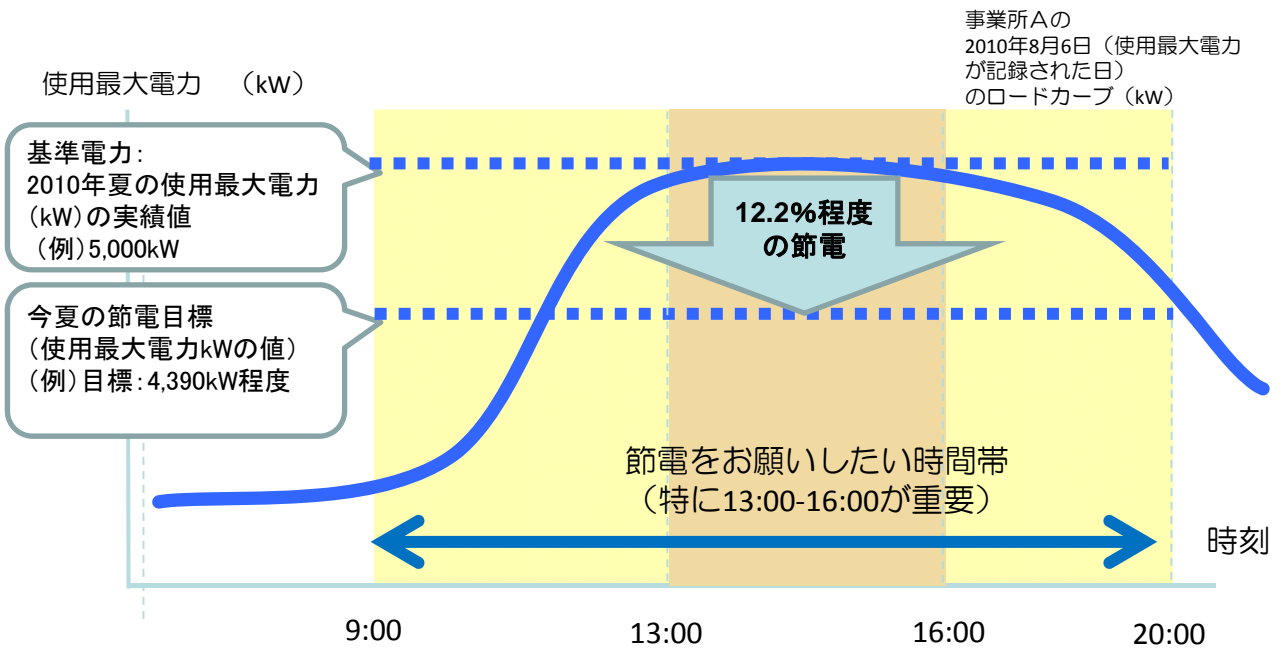 事業所Aの
2010年8月6日（使用最大電力
が記録された日）
のロードカーブ（kW）
使用最大電力　（kW）
基準電力：
2010年夏の使用最大電力
(kW)の実績値
(例)5,000kW
12.2%程度
の節電
今夏の節電目標
(使用最大電力kWの値)
(例)目標：4,390kW程度
節電をお願いしたい時間帯
（特に13:00-16:00が重要）
時刻
9:00
13:00
16:00
20:00